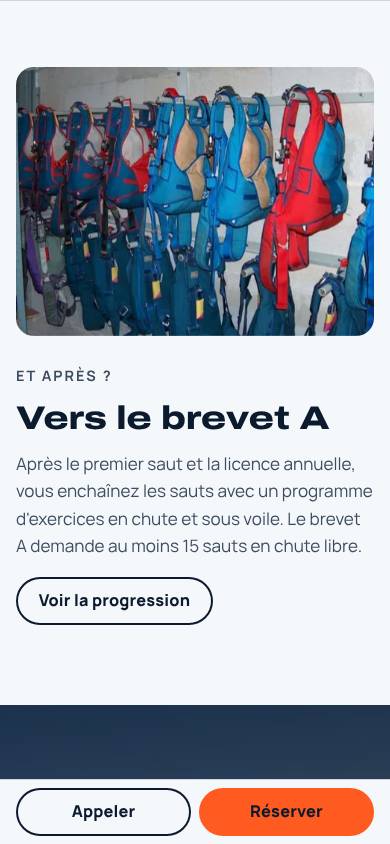 ET APRÈS ?
Vers le brevet A
Après le premier saut et la licence annuelle,
vous enchaînez les sauts avec un programme
d'exercices en chute et sous voile. Le brevet
A demande au moins 15 sauts en chute libre.
Voir la progression
Appeler
Réserver